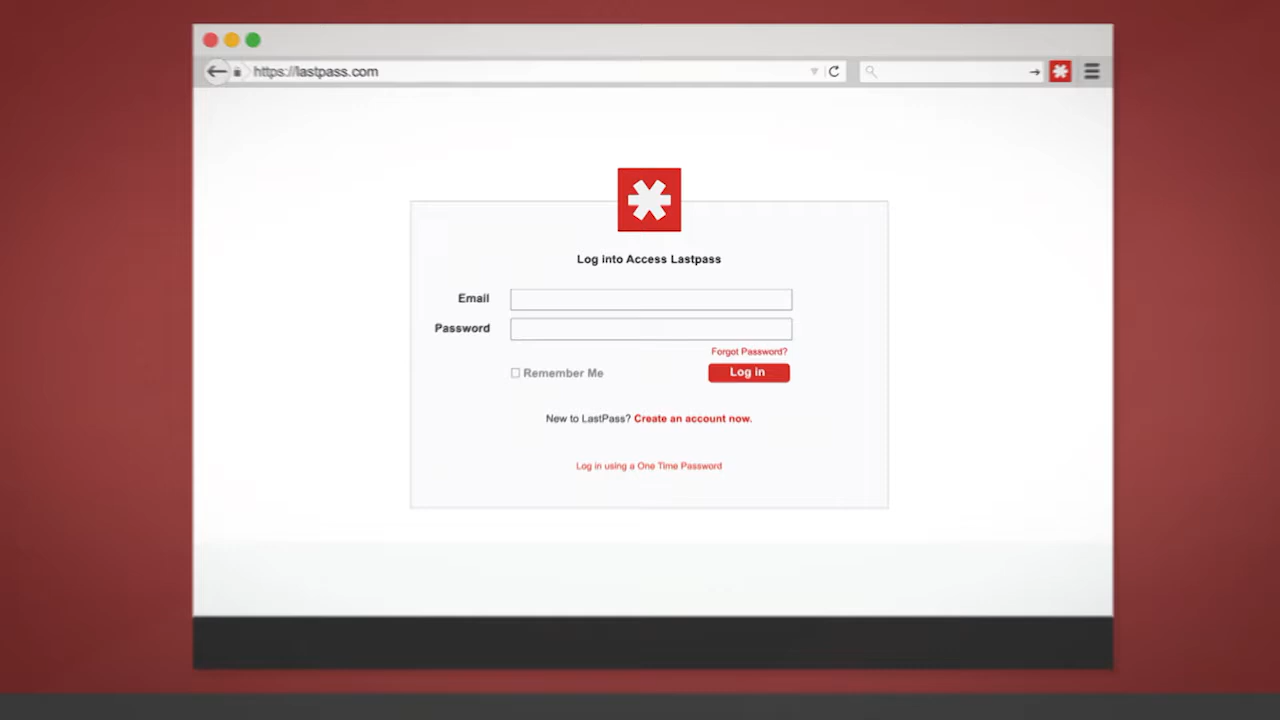 https://lastpass.com
Log into Access Lastpass
Email
Password
Forgot Password?
Remember Me
Log in
New to LastPass? Create an account now.
Log in using a One Time Password